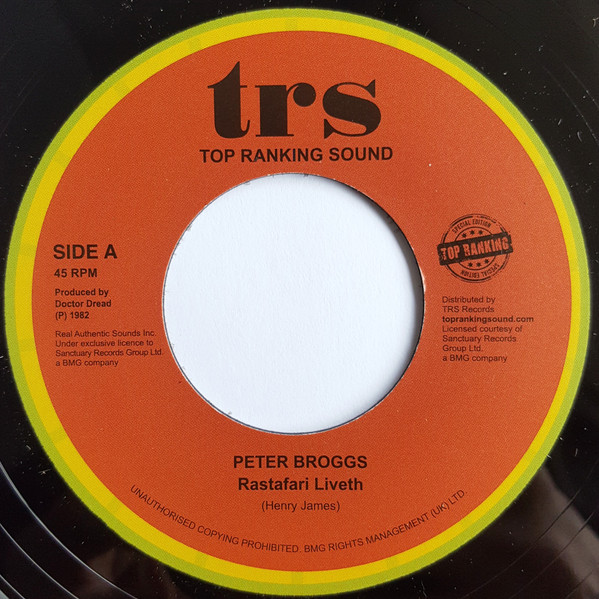 trs
TOP RANKING SOUND
SIDE A
45 RPM
Produced by
Doctor Dread
(P) 1982
Real Authentic Sounds Inc.
Under exclusive licence to
Sanctuary Records Group Ltd.
a BMG company
SPECIAL EDITION
TOP RANKING
SPECIAL EDITION
Distributed by
TRS Records
toprankingsound.com
Licensed courtesy of
Sanctuary Records
Group Ltd.
a BMG company
PETER BROGGS
Rastafari Liveth
(Henry James)
UNAUTHORISED COPYING PROHIBITED. BMG RIGHTS MANAGEMENT (UK) LTD.